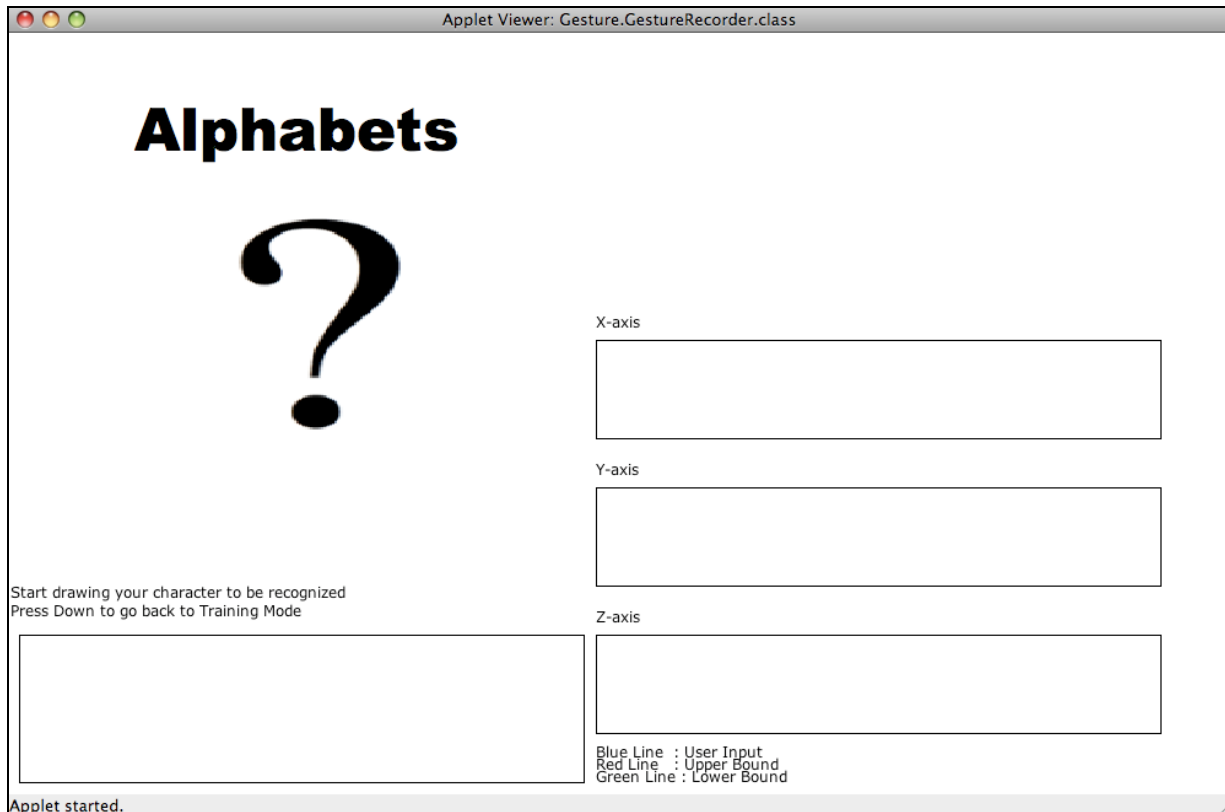 Applet Viewer: Gesture.GestureRecorder.class
Alphabets
?
Start drawing your character to be recognized
Press Down to go back to Training Mode
X-axis
Y-axis
Z-axis
Blue Line : User Input
Red Line : Upper Bound
Green Line : Lower Bound
Applet started.